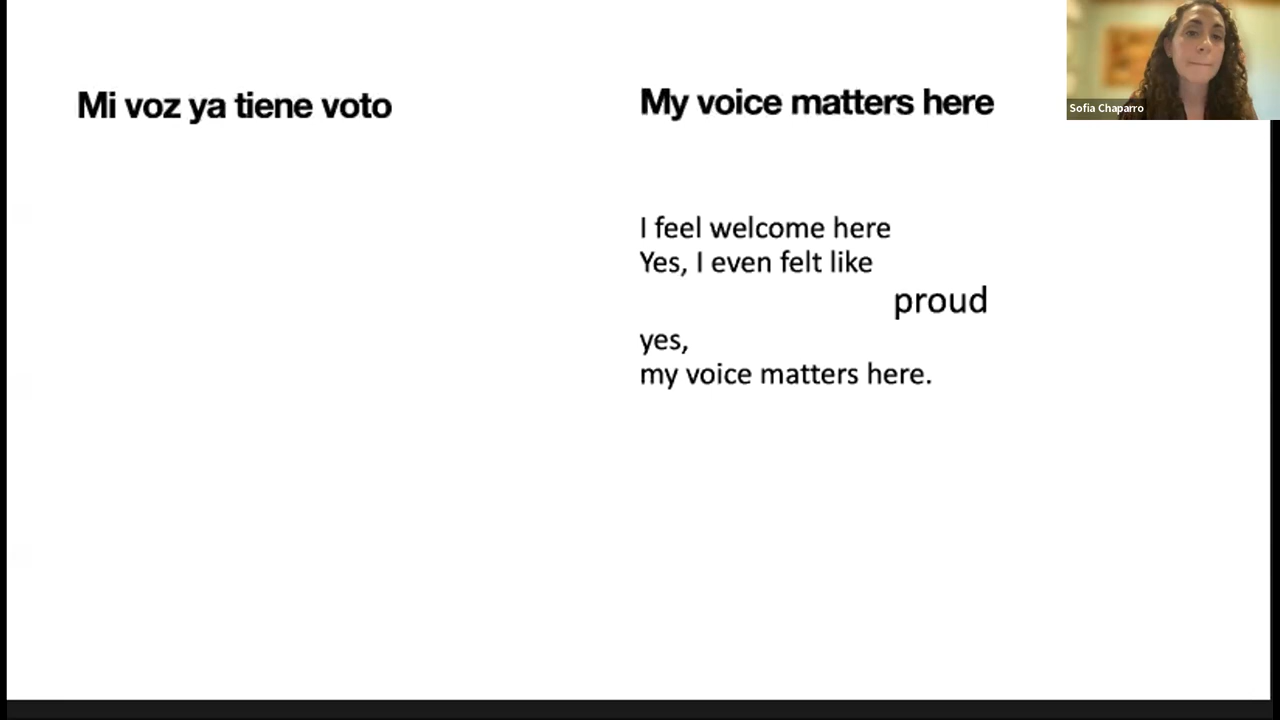 Mi voz ya tiene voto
My voice matters here
Sofia Chaparro
I feel welcome here
Yes, I even felt like
proud
yes,
my voice matters here.